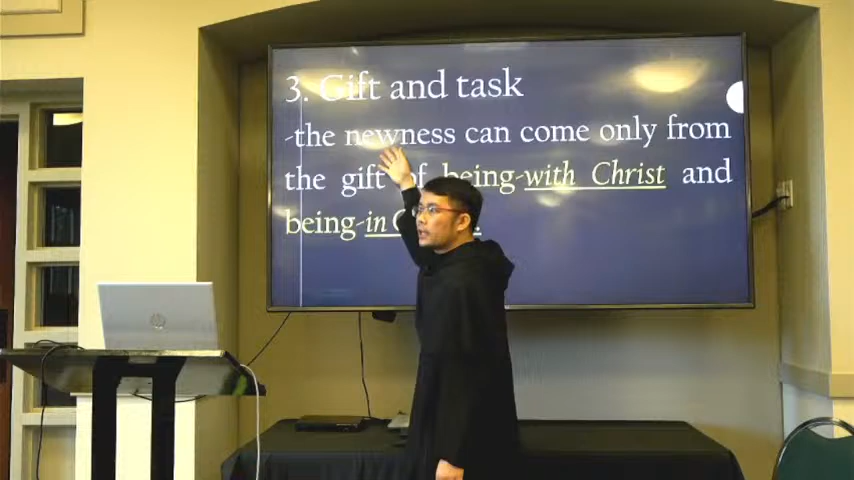 3. Gift and task
-the newness can come only from
the gift of being-with Christ and
being-in
hp